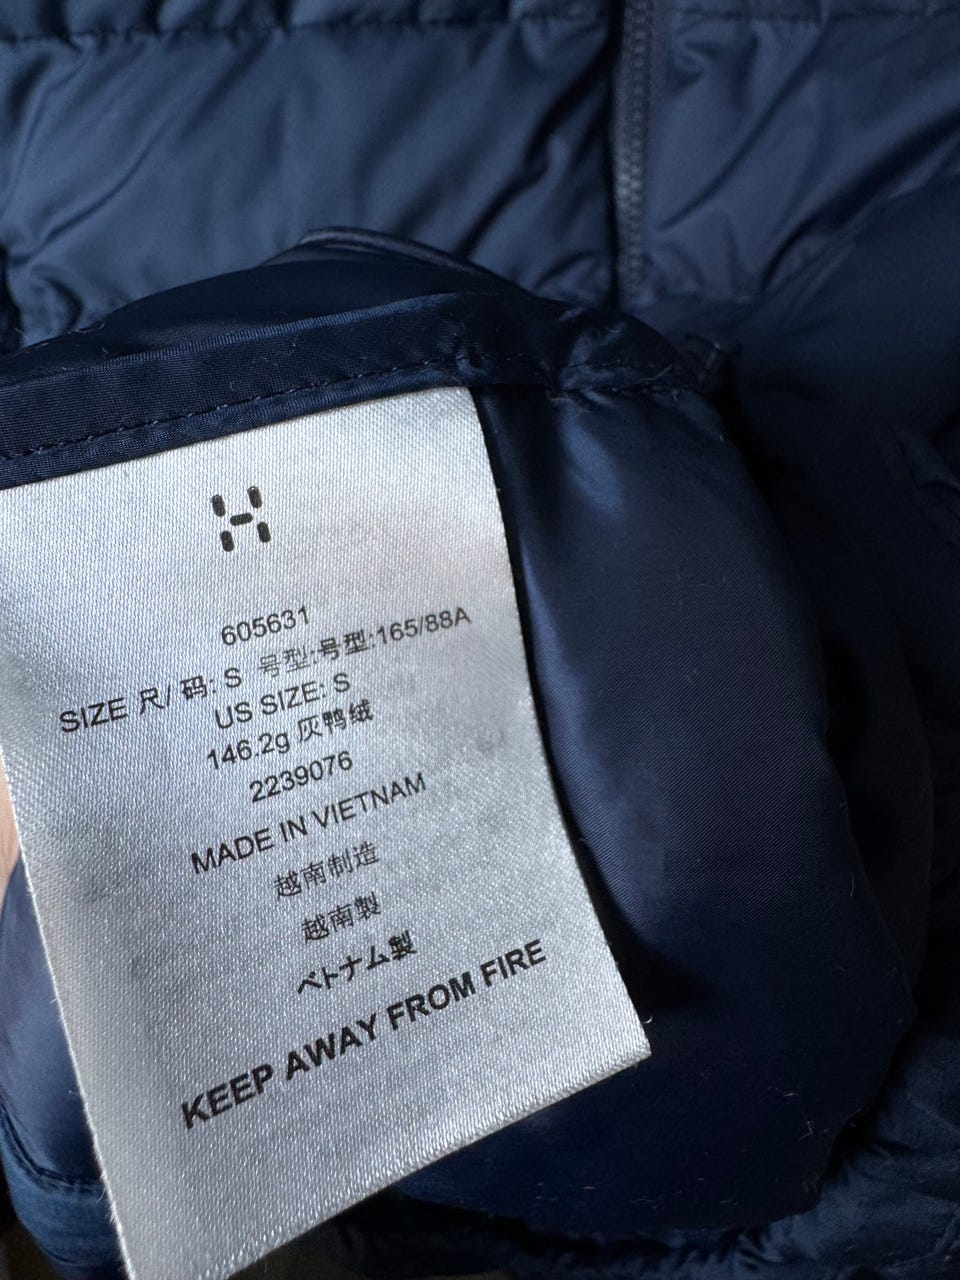 605631
SIZE 尺/ 码: S 号型:号型:165/88A
US SIZE: S
146.2g 灰鸭绒
2239076
MADE IN VIETNAM
越南制造
越南製
ベトナム製
KEEP AWAY FROM FIRE